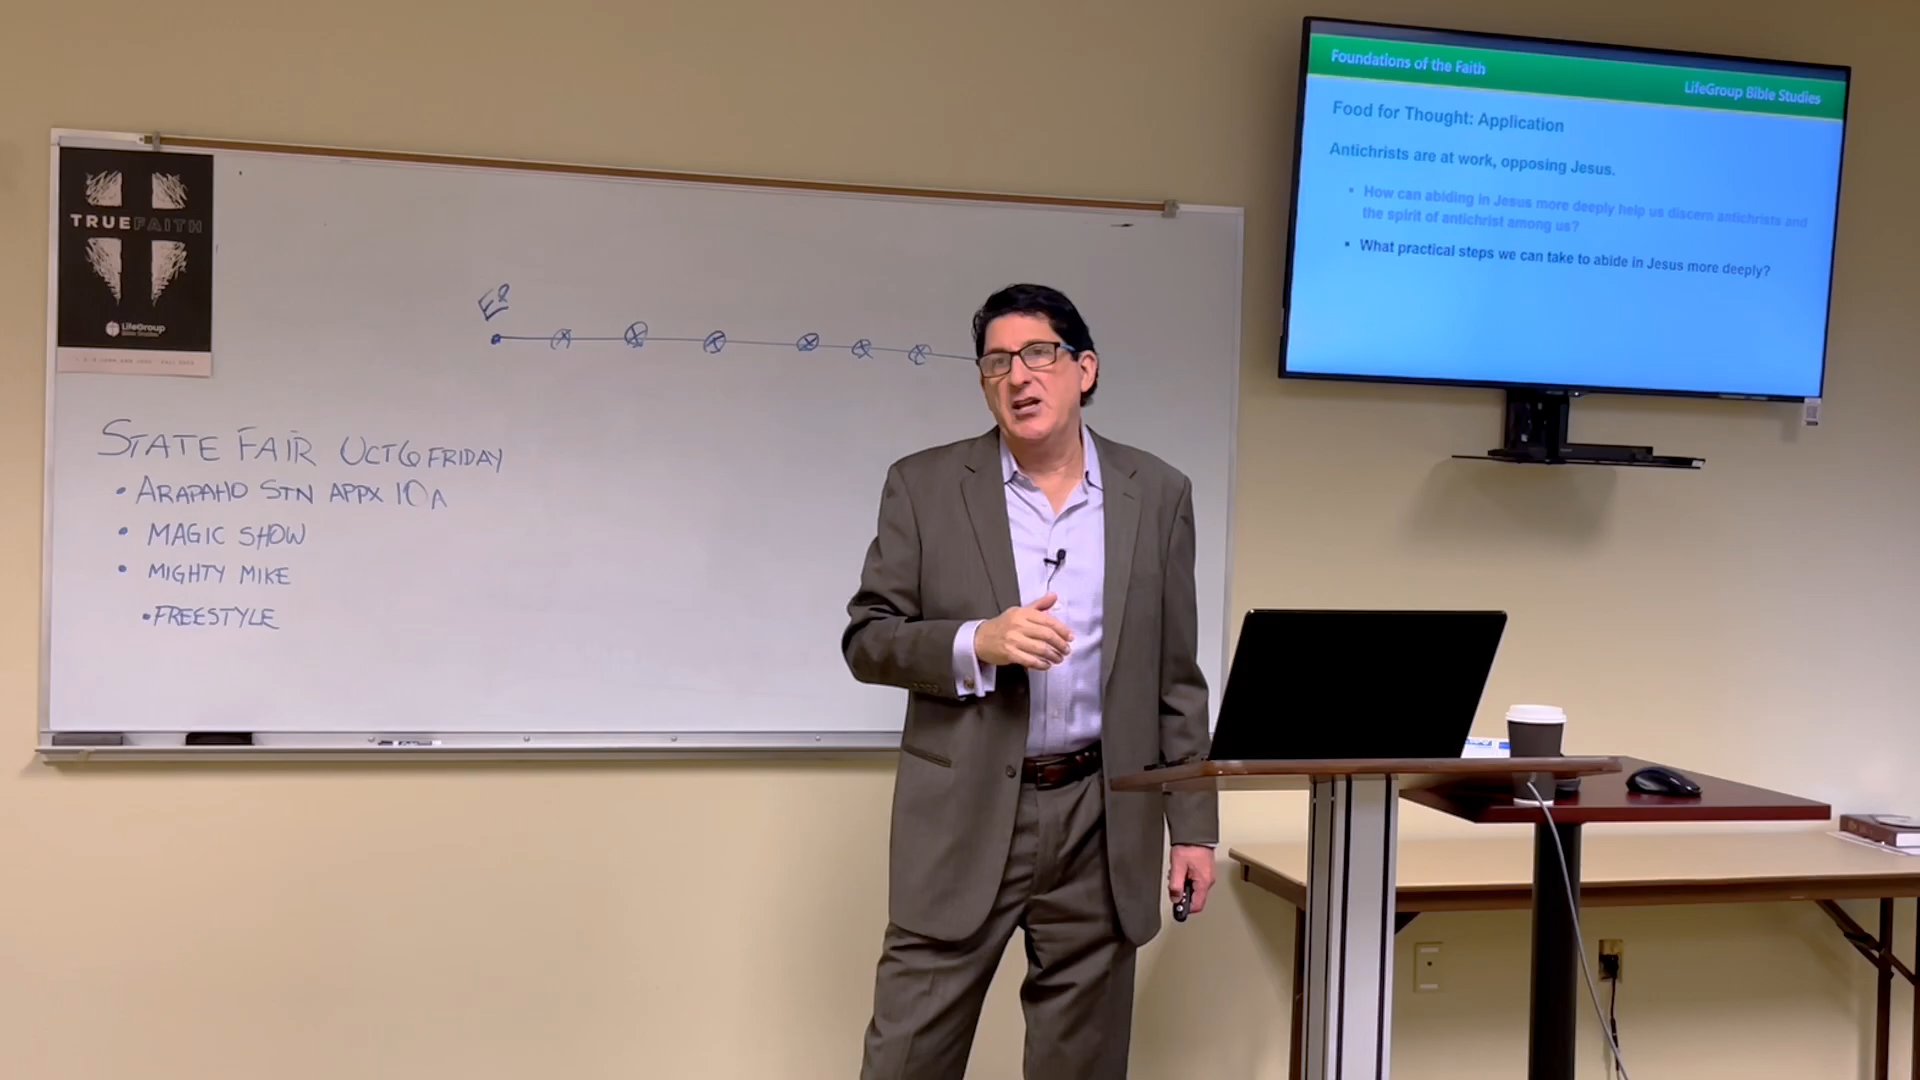 TRUEFAITH
LifeGroup
Bible Studies
STATE FAIR OCT 6 FRIDAY
• ARAPAHO STN APPX 10A
• MAGIC SHOW
• MIGHTY MIKE
• FREESTYLE
Foundations of the Faith
LifeGroup Bible Studies
Food for Thought: Application
Antichrists are at work, opposing Jesus.
• How can abiding in Jesus more deeply help us discern antichrists and
the spirit of antichrist among us?
• What practical steps we can take to abide in Jesus more deeply?